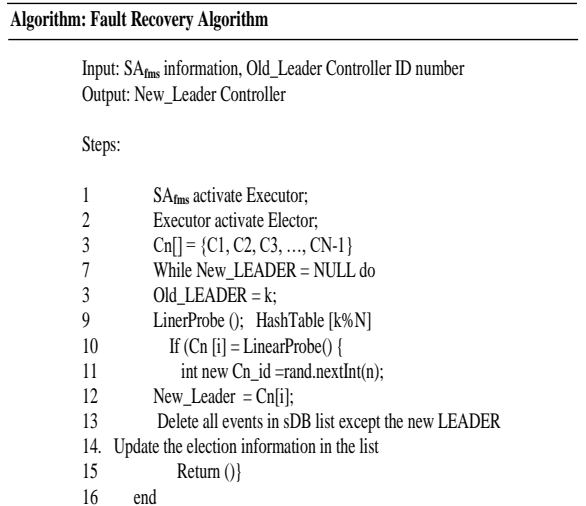 Algorithm: Fault Recovery Algorithm
Input: SAfms information, Old_Leader Controller ID number
Output: New_Leader Controller
Steps:
1 SAfms activate Executor;
2 Executor activate Elector;
3 Cn[] = {C1, C2, C3, …, CN-1}
7 While New_LEADER = NULL do
3 Old_LEADER = k;
9 LinerProbe (); HashTable [k%N]
10 If (Cn [i] = LinearProbe() {
11 int new Cn_id =rand.nextInt(n);
12 New_Leader = Cn[i];
13 Delete all events in sDB list except the new LEADER
14. Update the election information in the list
15 Return ()}
16 end